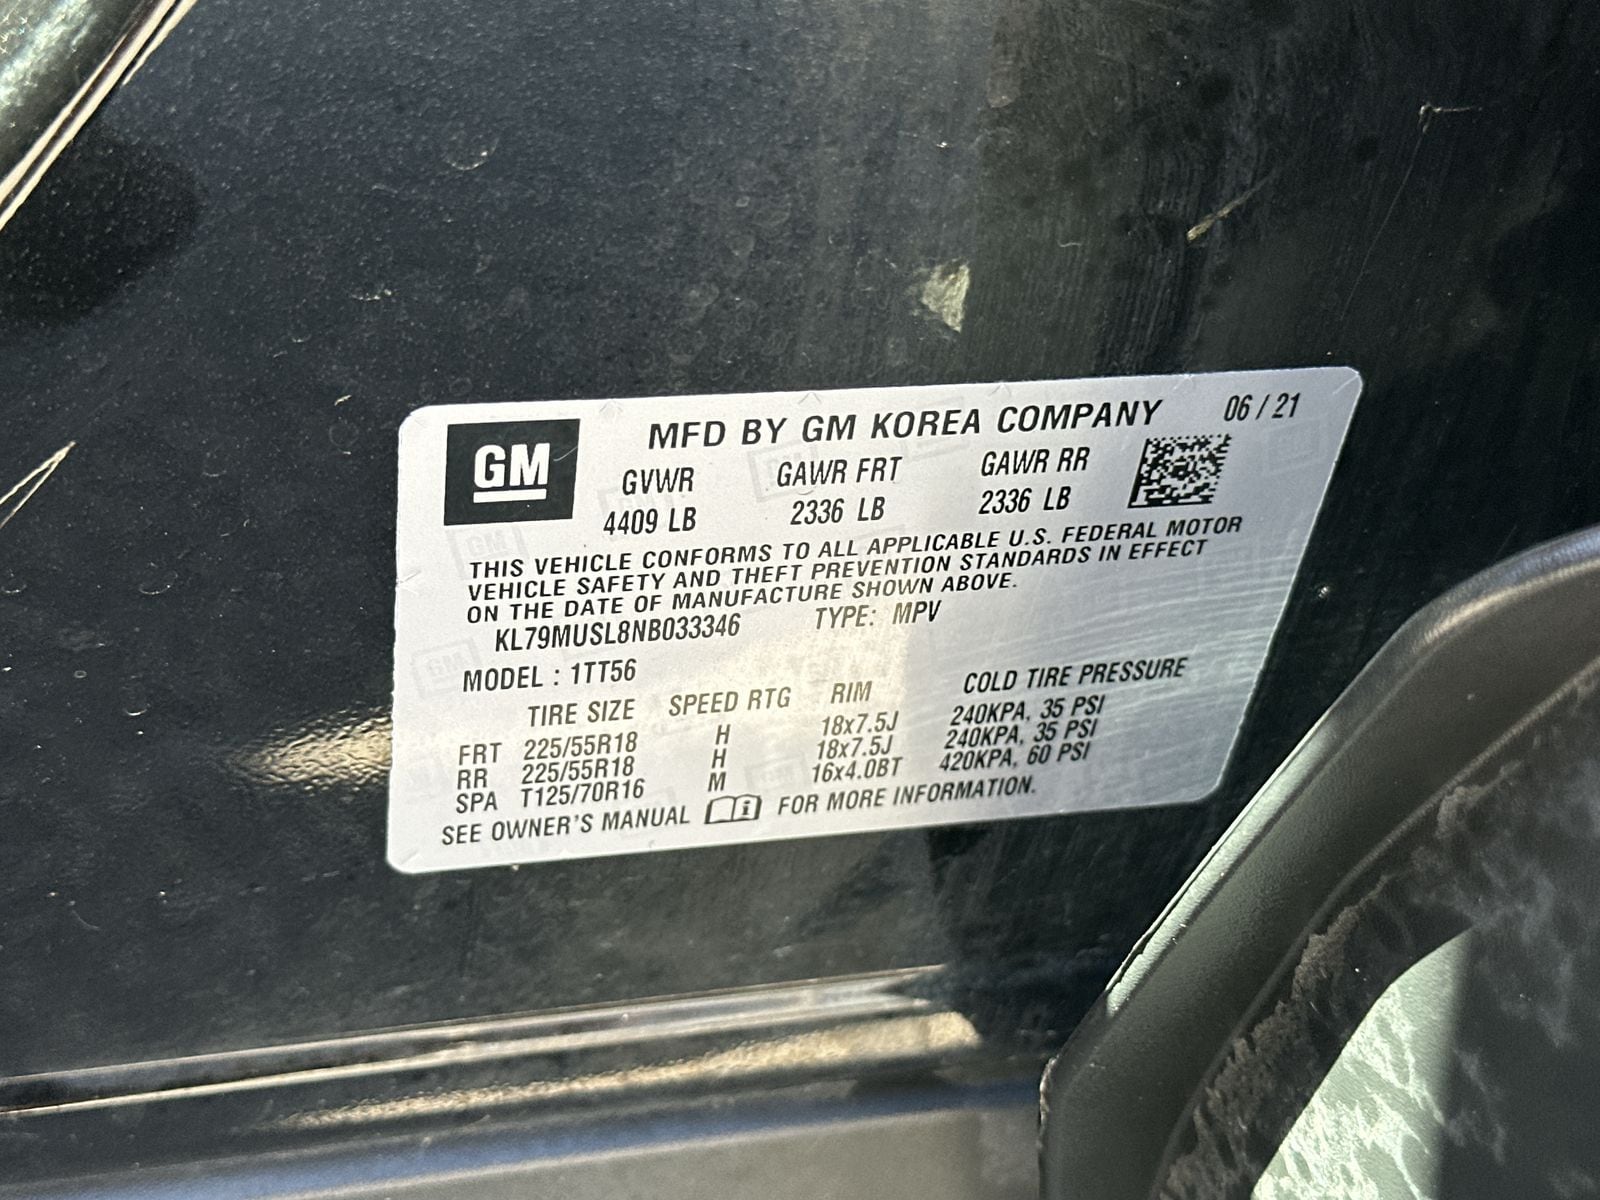 GM
MFD BY GM KOREA COMPANY 06 / 21
GVWR GAWR FRT GAWR RR
4409 LB 2336 LB 2336 LB
THIS VEHICLE CONFORMS TO ALL APPLICABLE U.S. FEDERAL MOTOR
VEHICLE SAFETY AND THEFT PREVENTION STANDARDS IN EFFECT
ON THE DATE OF MANUFACTURE SHOWN ABOVE.
KL79MUSL8NB033346 TYPE: MPV
MODEL : 1TT56
TIRE SIZE SPEED RTG RIM COLD TIRE PRESSURE
FRT 225/55R18 H 18x7.5J 240KPA, 35 PSI
RR 225/55R18 H 18x7.5J 240KPA, 35 PSI
SPA T125/70R16 M 16x4.0BT 420KPA, 60 PSI
SEE OWNER'S MANUAL i FOR MORE INFORMATION.